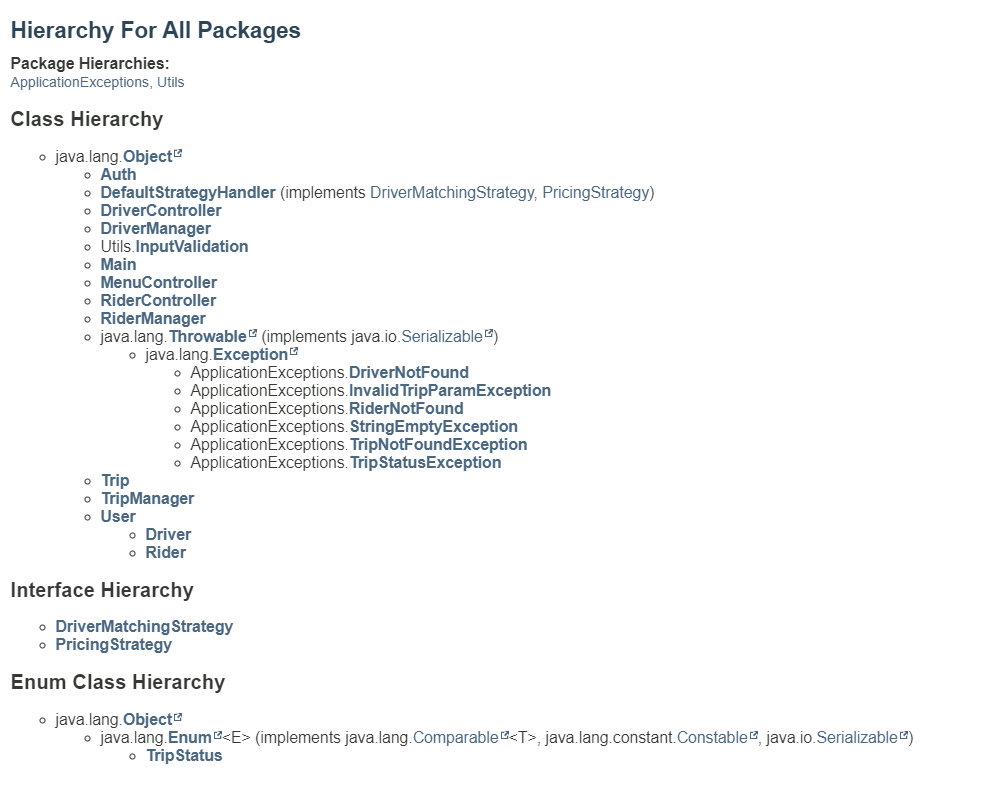 Hierarchy For All Packages
Package Hierarchies:
ApplicationExceptions, Utils
Class Hierarchy
java.lang.Object
Auth
DefaultStrategyHandler (implements DriverMatchingStrategy, PricingStrategy)
DriverController
DriverManager
Utils.InputValidation
Main
MenuController
RiderController
RiderManager
java.lang.Throwable (implements java.io.Serializable)
java.lang.Exception
ApplicationExceptions.DriverNotFound
ApplicationExceptions.InvalidTripParamException
ApplicationExceptions.RiderNotFound
ApplicationExceptions.StringEmptyException
ApplicationExceptions.TripNotFoundException
ApplicationExceptions.TripStatusException
Trip
TripManager
User
Driver
Rider
Interface Hierarchy
DriverMatchingStrategy
PricingStrategy
Enum Class Hierarchy
java.lang.Object
java.lang.Enum<E> (implements java.lang.Comparable<T>, java.lang.constant.Constable, java.io.Serializable)
TripStatus